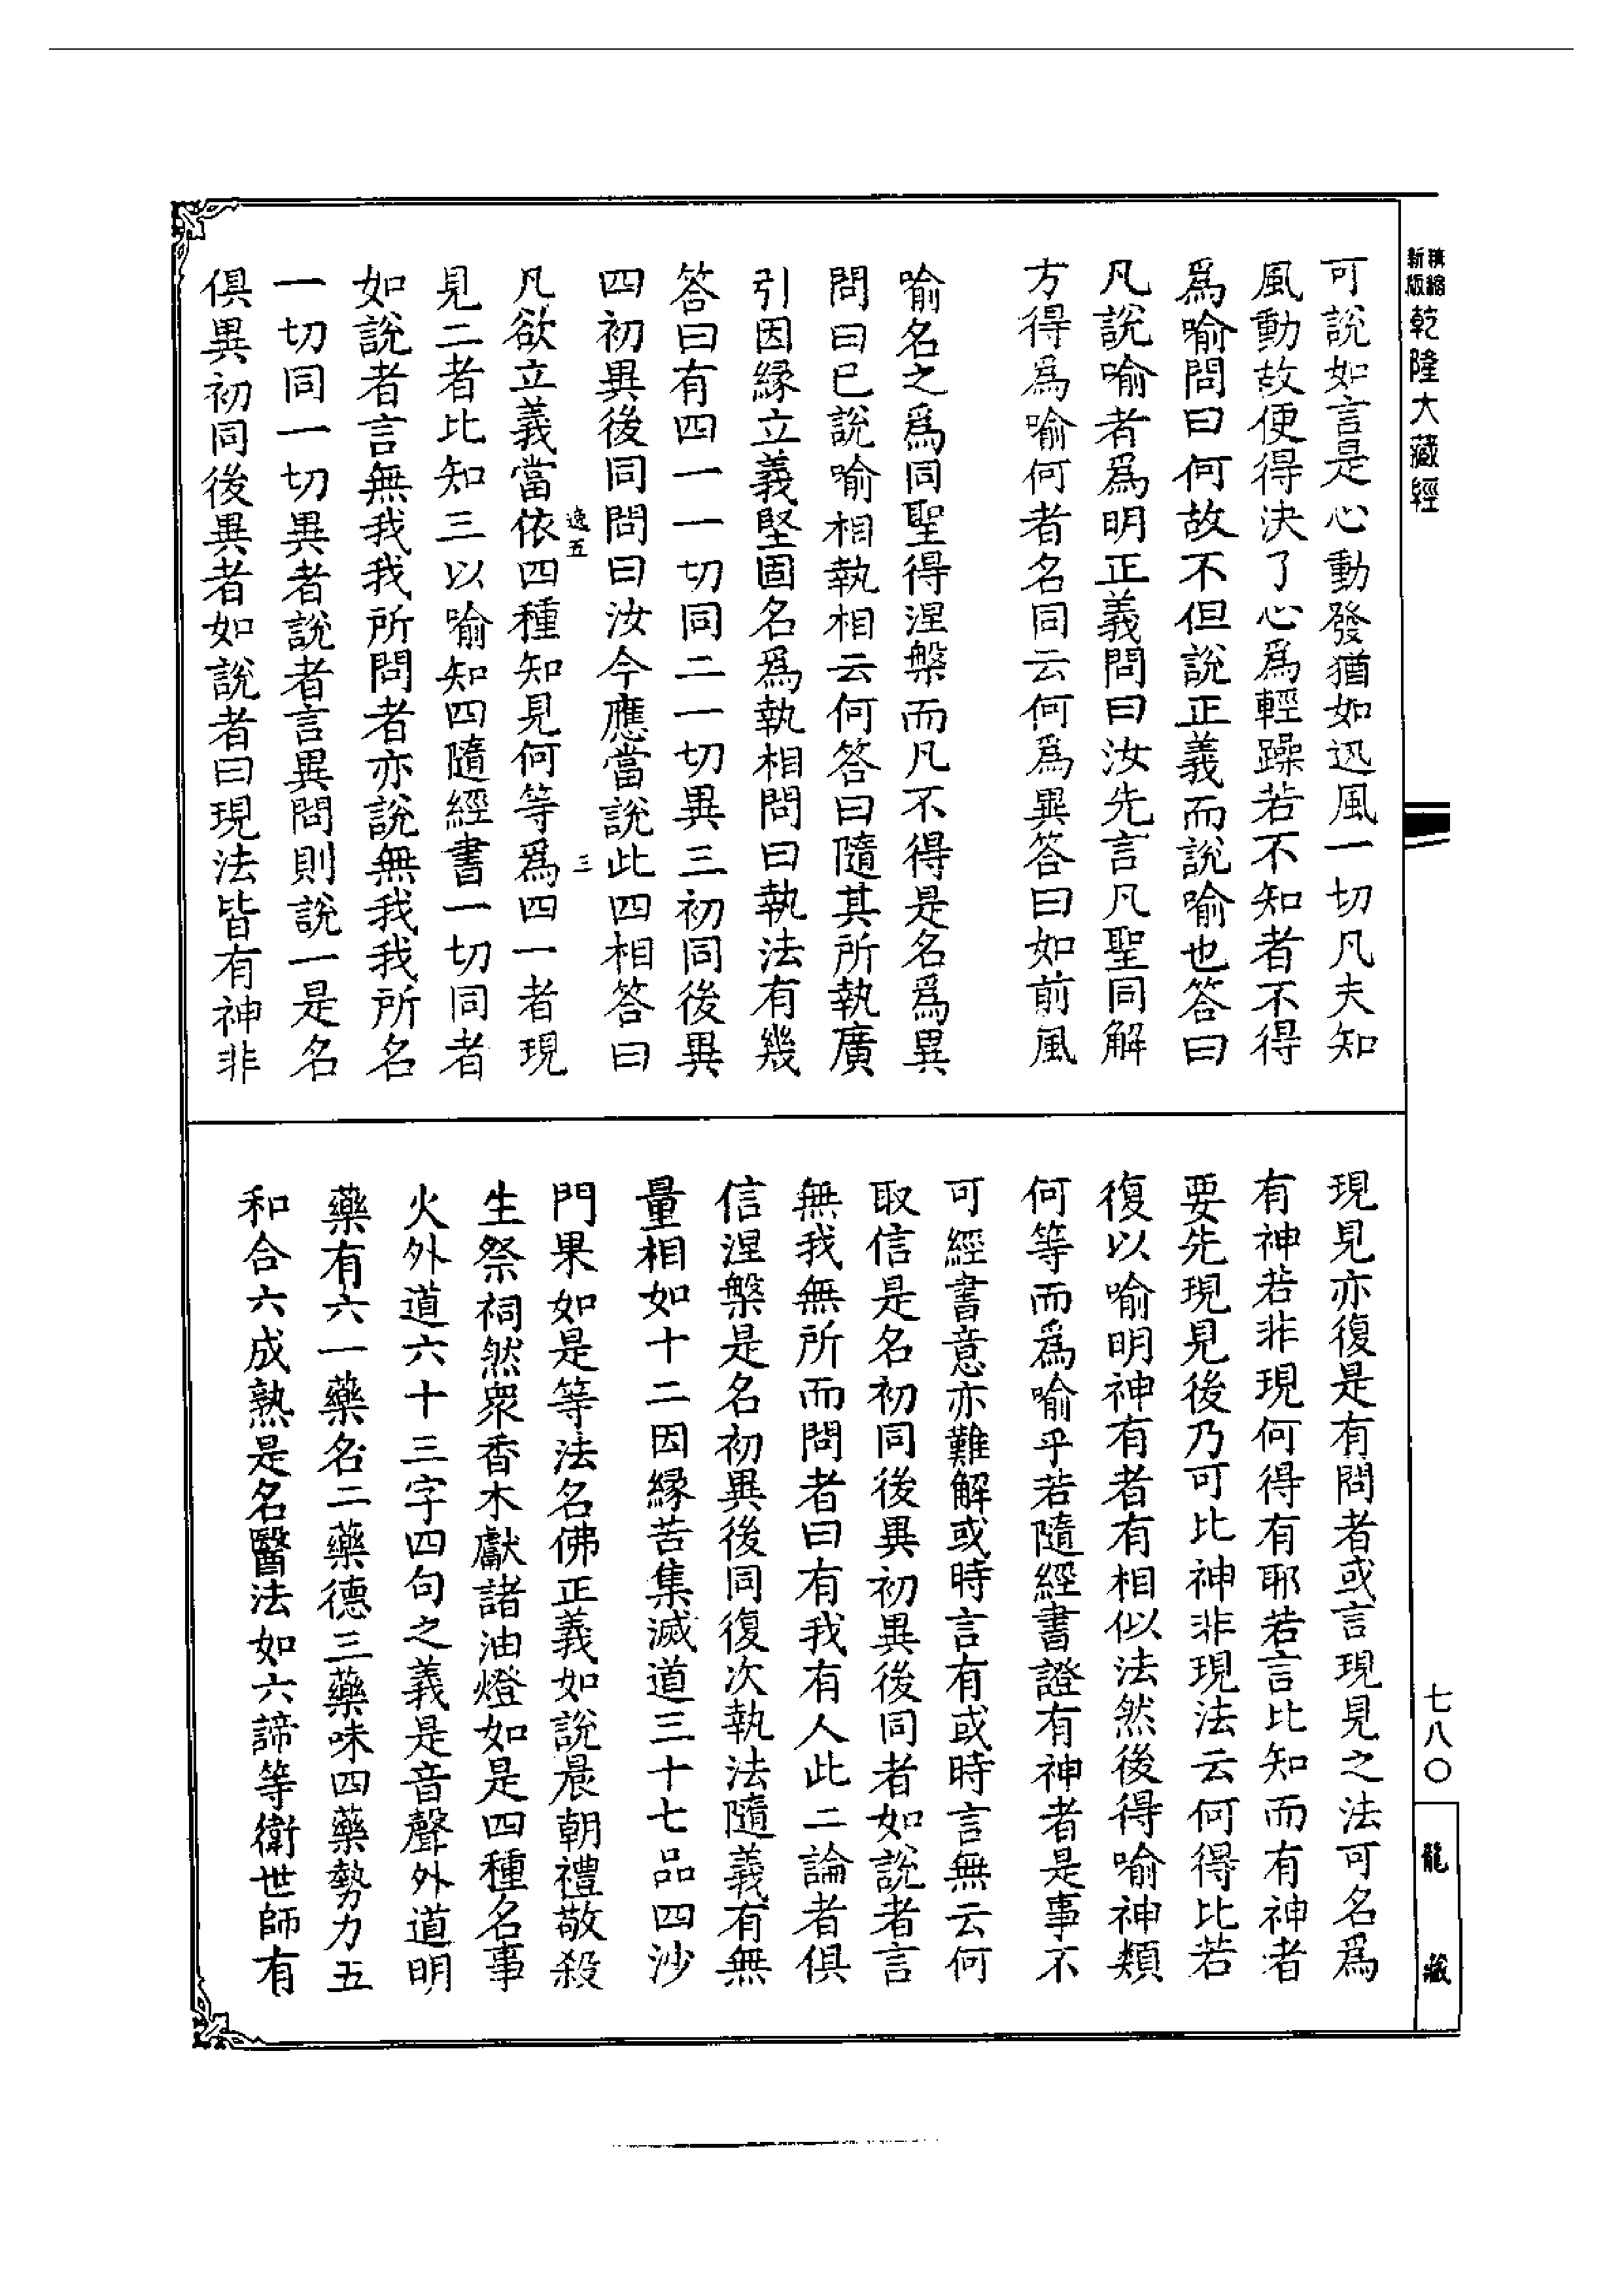 精縮
新版
乾隆大藏經
可說如言是心動發猶如迅風一切凡夫知
風動故便得決了心爲輕躁若不知者不得
爲喻問曰何故不但說正義而說喻也答曰
凡說喻者爲明正義問曰汝先言凡聖同解
方得爲喻何者名同云何爲異答曰如前風
喻名之爲同聖得涅槃而凡不得是名爲異
問曰已說喻相執相云何答曰隨其所執廣
引因緣立義堅固名爲執相問曰執法有幾
答曰有四一一切同二一切異三初同後異
四初異後同問曰汝今應當說此四相答曰
逸五
三
凡欲立義當依四種知見何等爲四一者現
見二者比知三以喻知四隨經書一切同者
如說者言無我我所問者亦說無我我所名
一切同一切異者說者言異問則說一是名
俱異初同後異者如說者曰現法皆有神非
現見亦復是有問者或言現見之法可名爲
有神若非現何得有耶若言比知而有神者
要先現見後乃可比神非現法云何得比若
復以喻明神有者有相似法然後得喻神類
何等而爲喻乎若隨經書證有神者是事不
可經書意亦難解或時言有或時言無云何
取信是名初同後異初異後同者如說者言
無我無所而問者曰有我有人此二論者俱
信涅槃是名初異後同復次執法隨義有無
量相如十二因緣苦集滅道三十七品四沙
門果如是等法名佛正義如說晨朝禮敬殺
生祭祠然衆香木獻諸油燈如是四種名事
火外道六十三字四句之義是音聲外道明
藥有六一藥名二藥德三藥味四藥勢力五
和合六成熟是名醫法如六諦等衛世師有
七八〇
龍藏